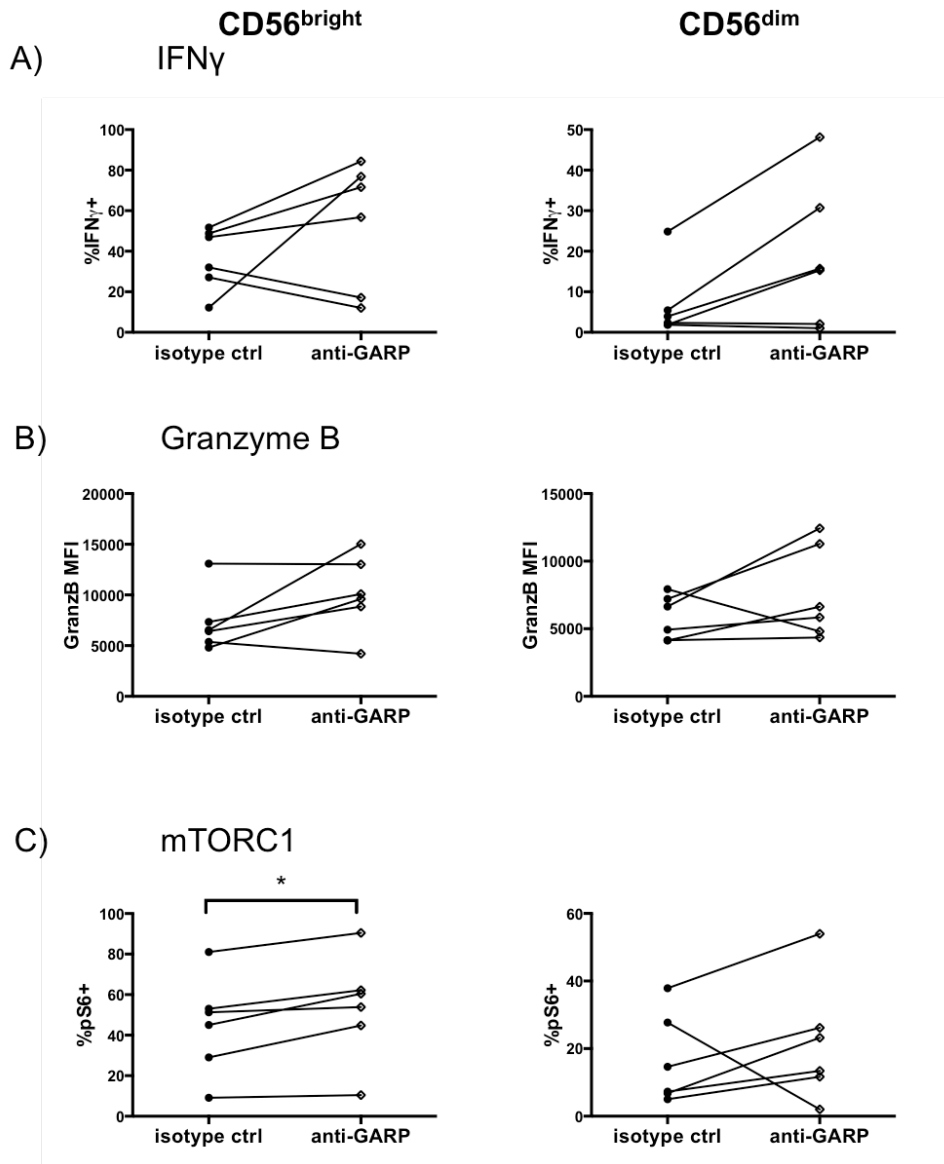 CD56bright CD56dim
A) IFNγ
100 50
80 40
60 30
40 20
20 10
0 0
%IFNγ+ %IFNγ+
isotype ctrl anti-GARP isotype ctrl anti-GARP
B) Granzyme B
20000 15000
15000 10000
10000 5000
5000 0
0
GranzB MFI GranzB MFI
isotype ctrl anti-GARP isotype ctrl anti-GARP
C) mTORC1
*
100 60
80 40
60 20
40 0
20
0
%pS6+ %pS6+
isotype ctrl anti-GARP isotype ctrl anti-GARP